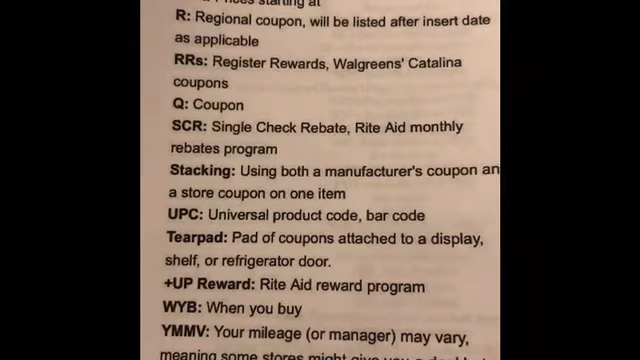 starting at
R: Regional coupon, will be listed after insert date
as applicable
RRs: Register Rewards, Walgreens' Catalina
coupons
Q: Coupon
SCR: Single Check Rebate, Rite Aid monthly
rebates program
Stacking: Using both a manufacturer's coupon an
a store coupon on one item
UPC: Universal product code, bar code
Tearpad: Pad of coupons attached to a display,
shelf, or refrigerator door.
+UP Reward: Rite Aid reward program
WYB: When you buy
YMMV: Your mileage (or manager) may vary,
meaning some stores might give you a